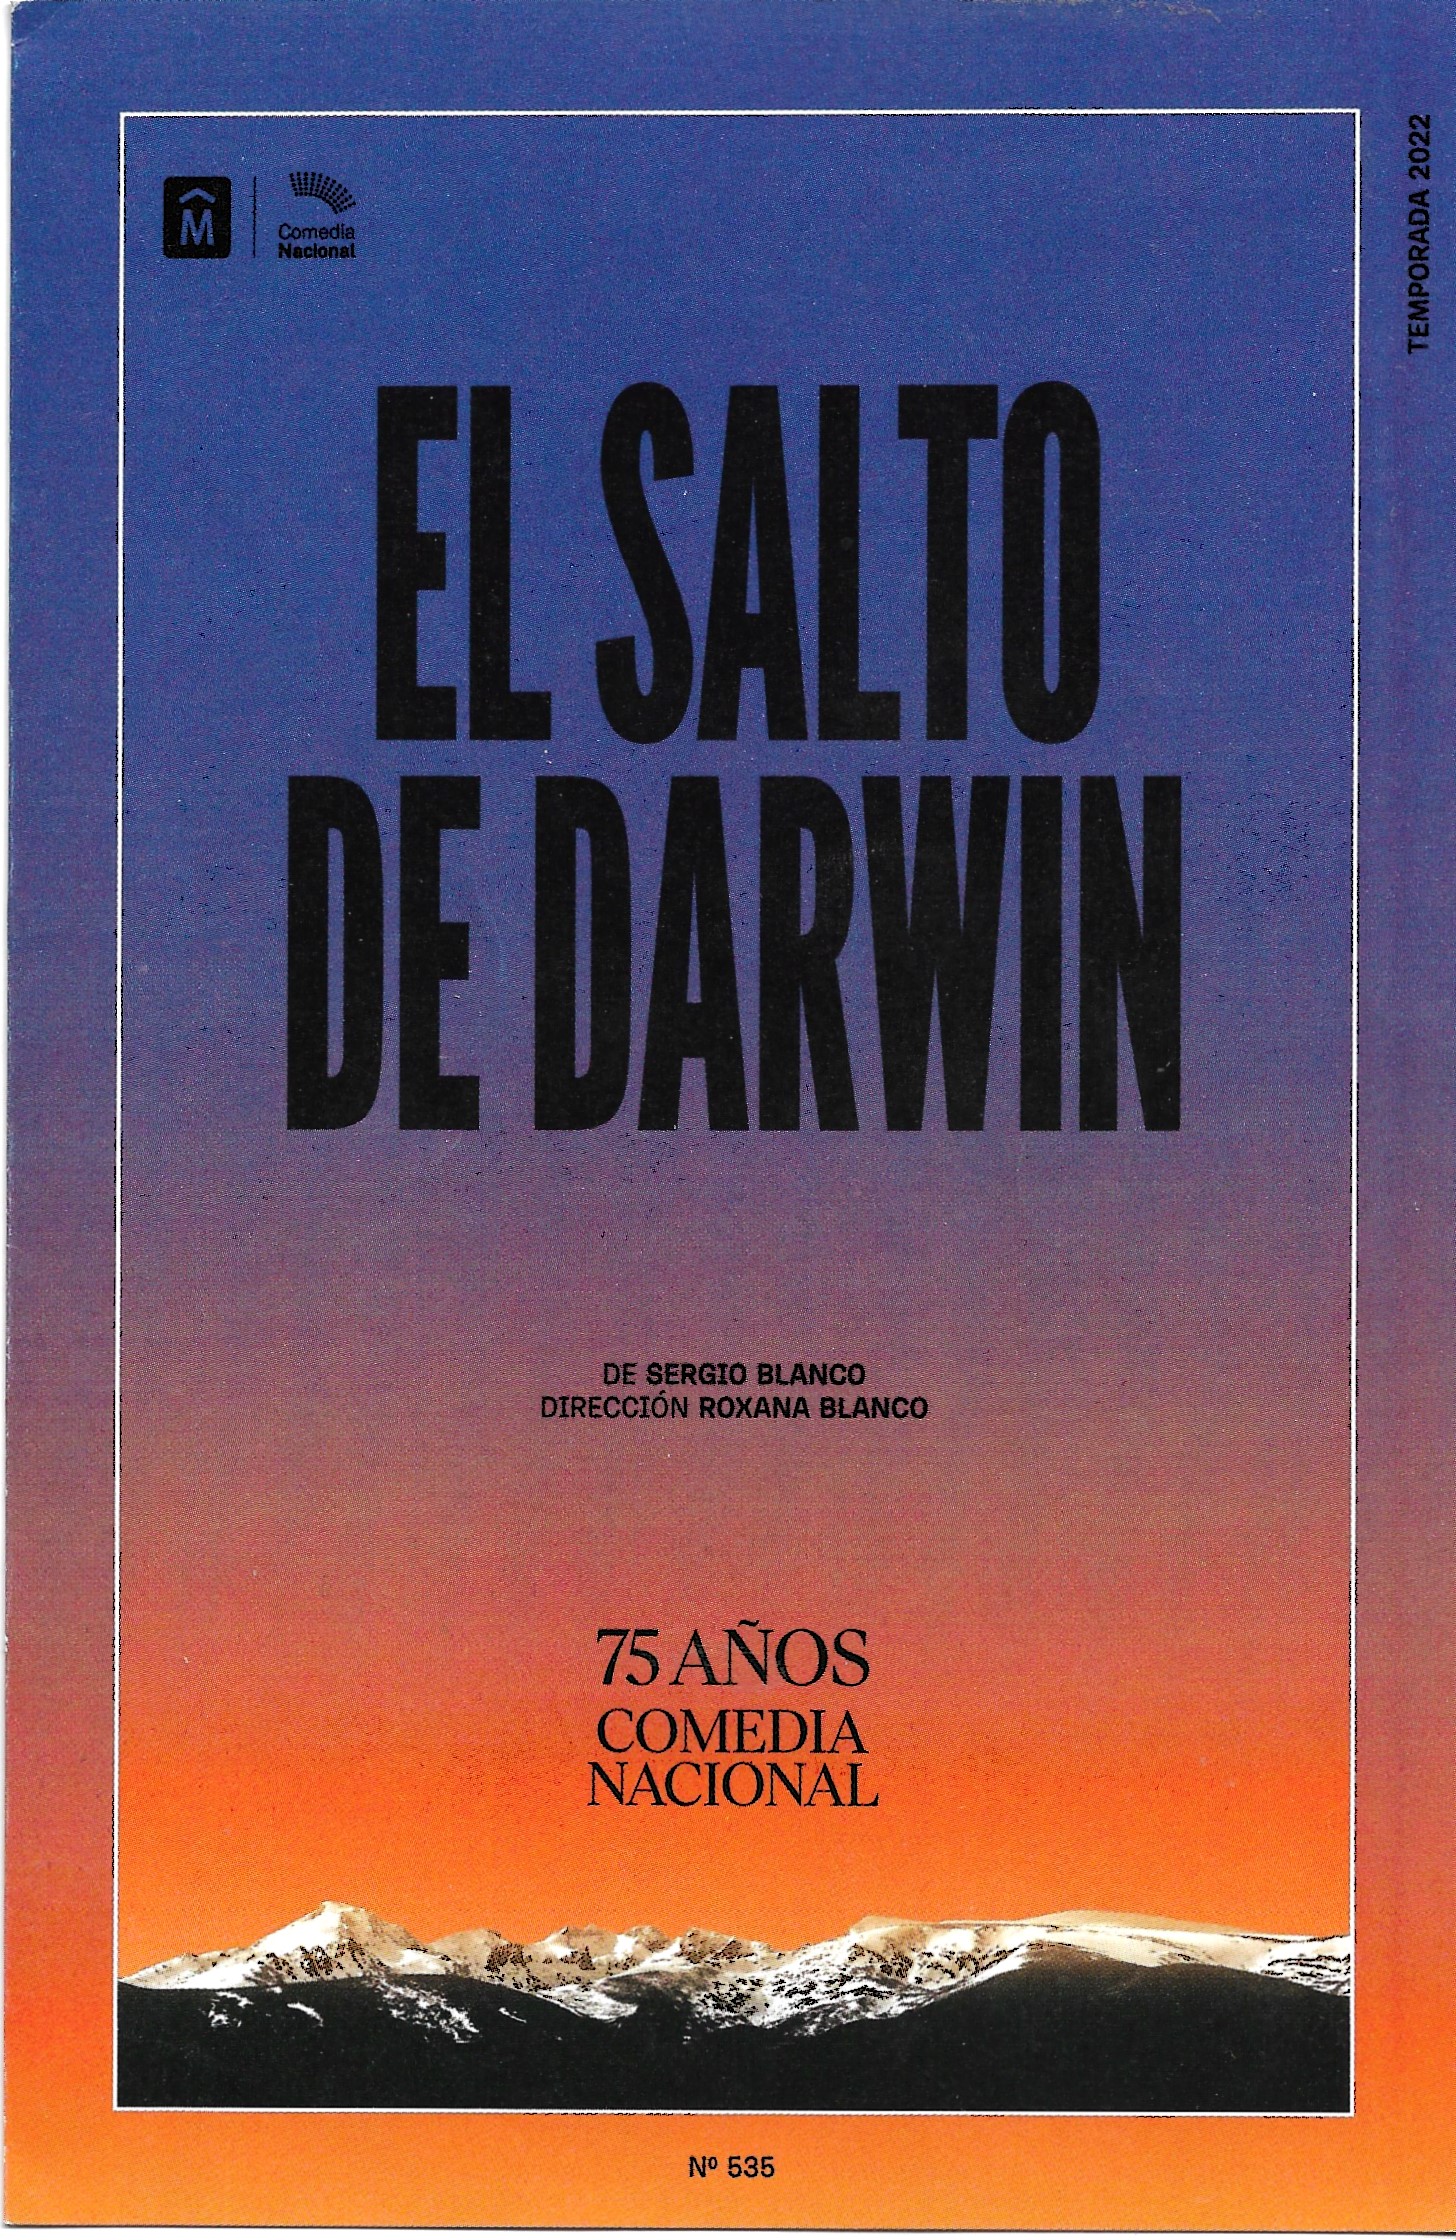 TEMPORADA 2022
M
Comedia
Nacional
EL SALTO
DE DARWIN
DE SERGIO BLANCO
DIRECCIÓN ROXANA BLANCO
75 AÑOS
COMEDIA
NACIONAL
Nº 535